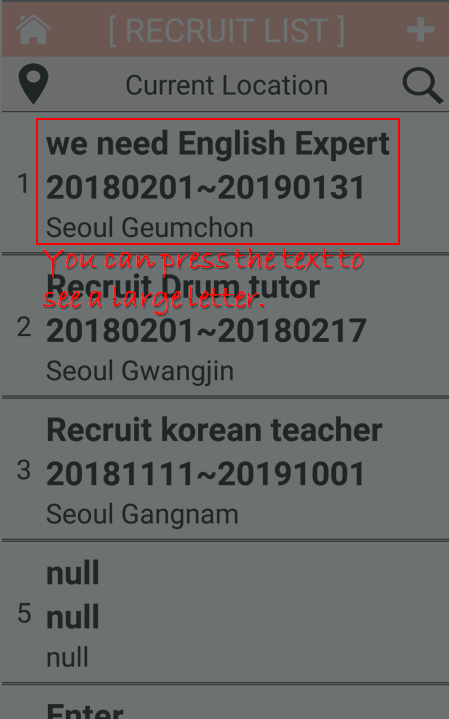 [ RECRUIT LIST ]
Current Location
1
we need English Expert
20180201~20190131
Seoul Geumchon
You can press the text to
see a large letter.
2
Recruit Drum tutor
20180201~20180217
Seoul Gwangjin
3
Recruit korean teacher
20181111~20191001
Seoul Gangnam
5
null
null
null
Enter